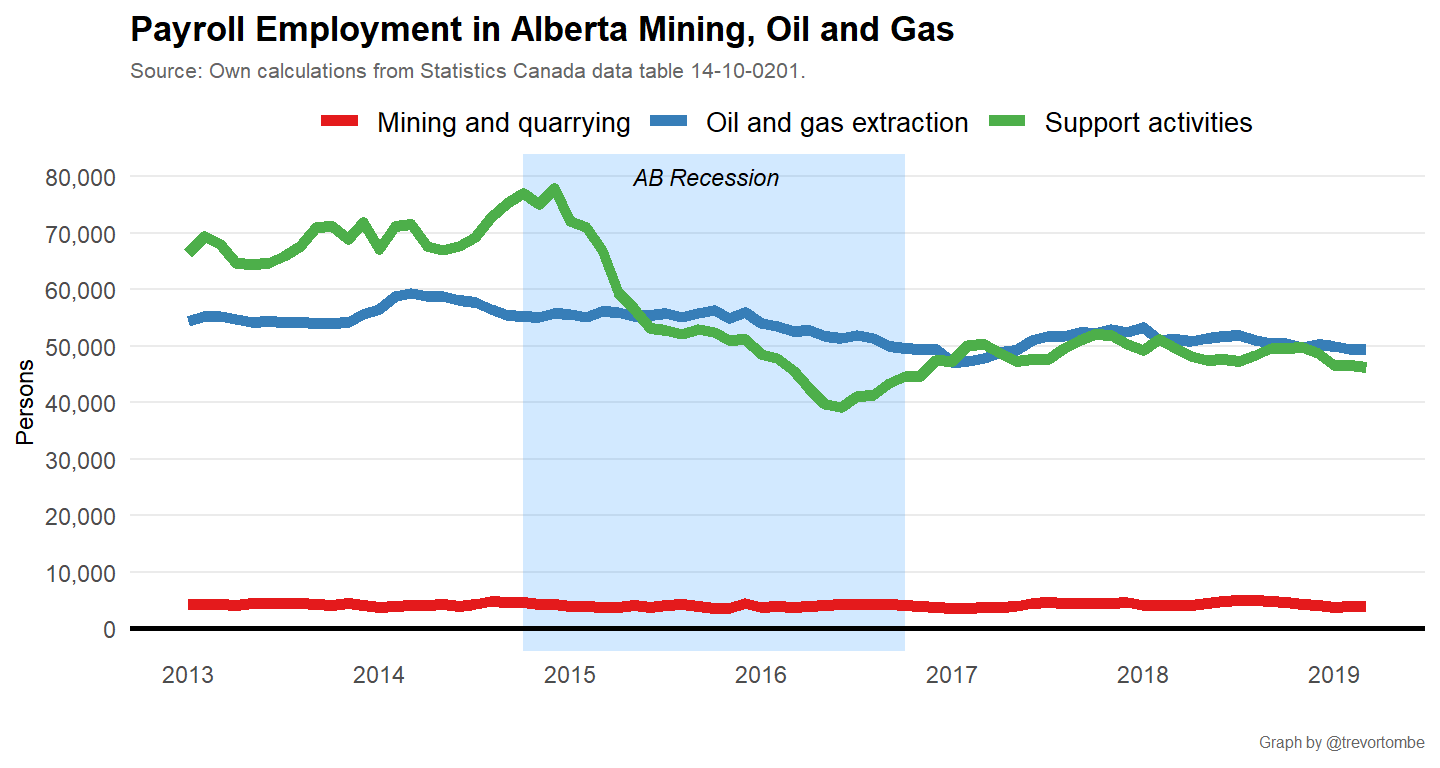 Payroll Employment in Alberta Mining, Oil and Gas
Source: Own calculations from Statistics Canada data table 14-10-0201.
Mining and quarrying Oil and gas extraction Support activities
AB Recession
80,000
70,000
60,000
50,000
40,000
30,000
20,000
10,000
0
Persons
2013 2014 2015 2016 2017 2018 2019
Graph by @trevortombe